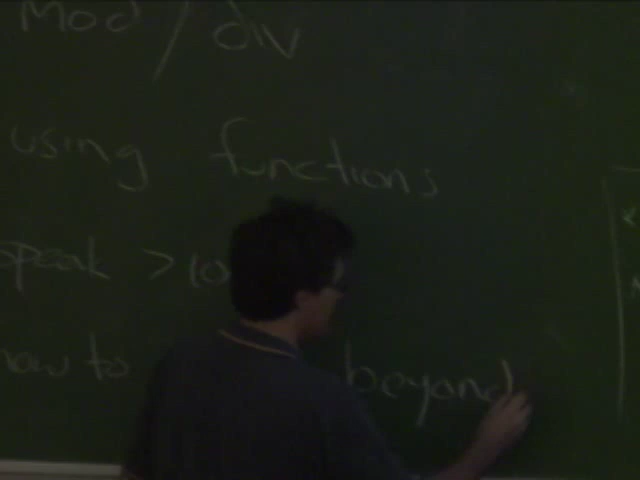 Mod / div
using functions
speak > 10
how to beyond